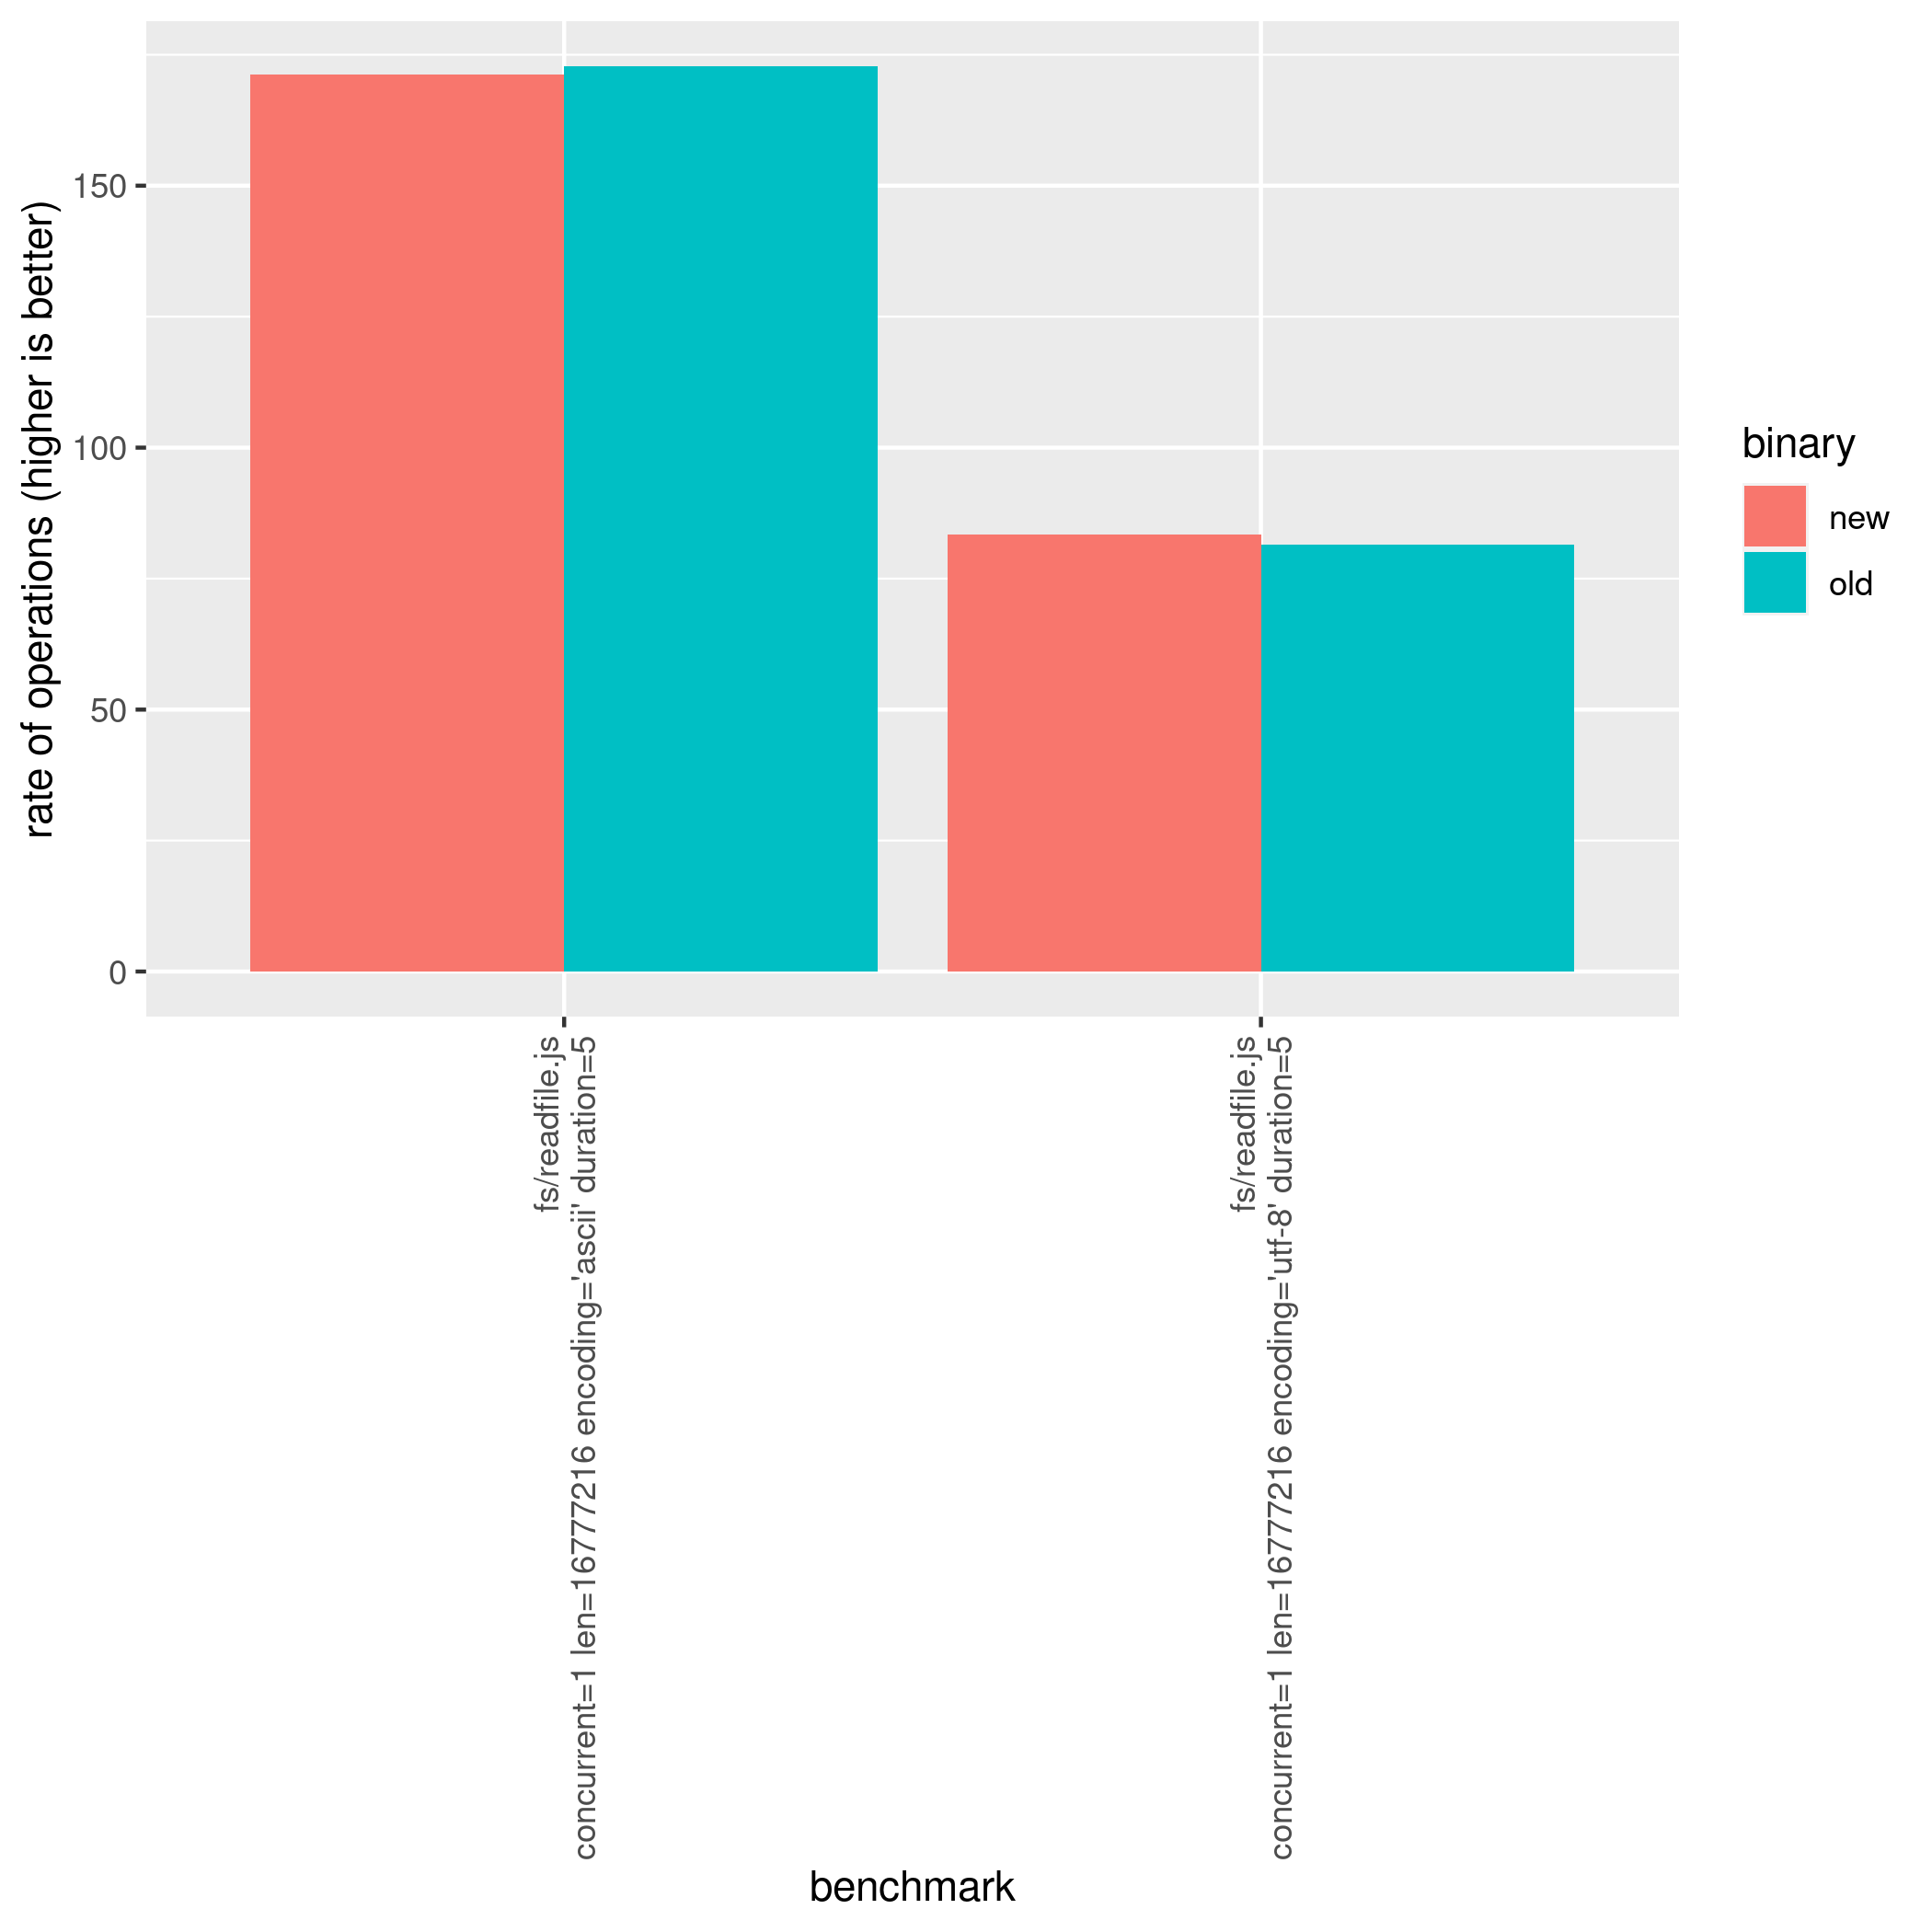 rate of operations (higher is better)
150
100
50
0
fs/readfile.js
concurrent=1 len=16777216 encoding='ascii' duration=5
fs/readfile.js
concurrent=1 len=16777216 encoding='utf-8' duration=5
benchmark
binary
new
old